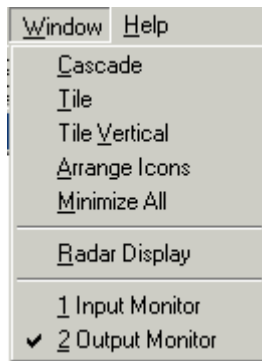 Window Help
Cascade
Tile
Tile Vertical
Arrange Icons
Minimize All
Radar Display
1 Input Monitor
2 Output Monitor